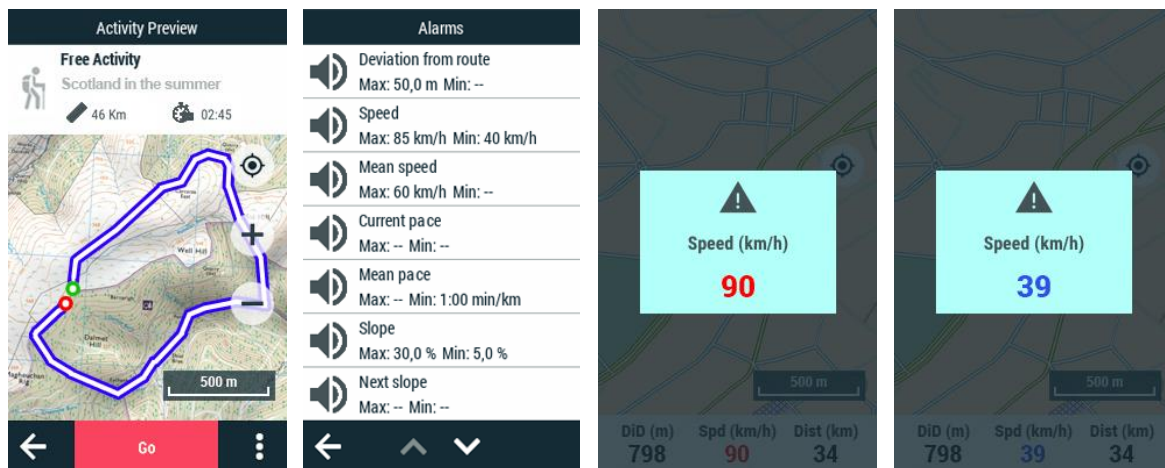 Activity Preview
Free Activity
Scotland in the summer
46 Km 02:45
Well Hill
Dalmet
Hill
500 m
Go
Alarms
Deviation from route
Max: 50,0 m Min: --
Speed
Max: 85 km/h Min: 40 km/h
Mean speed
Max: 60 km/h Min: --
Current pace
Max: -- Min: --
Mean pace
Max: -- Min: 1:00 min/km
Slope
Max: 30,0 % Min: 5,0 %
Next slope
Max: -- Min: --
Speed (km/h)
90
500 m
DiD (m) Spd (km/h) Dist (km)
798 90 34
Speed (km/h)
39
500 m
DiD (m) Spd (km/h) Dist (km)
798 39 34